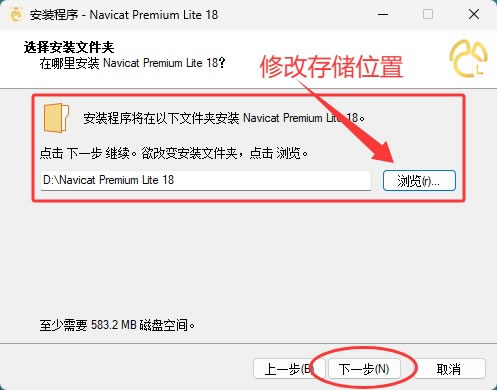 安装程序 - Navicat Premium Lite 18
选择安装文件夹
在哪里安装 Navicat Premium Lite 18?
修改存储位置
安装程序将在以下文件夹安装 Navicat Premium Lite 18。
点击 下一步 继续。欲改变安装文件夹，点击 浏览。
D:\Navicat Premium Lite 18
浏览(r)...
至少需要 583.2 MB 磁盘空间。
上一步(B)
下一步(N)
取消